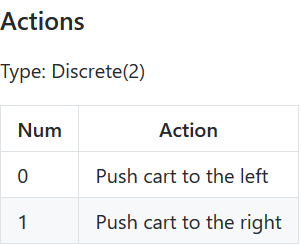 Actions
Type: Discrete(2)
Num Action
0 Push cart to the left
1 Push cart to the right